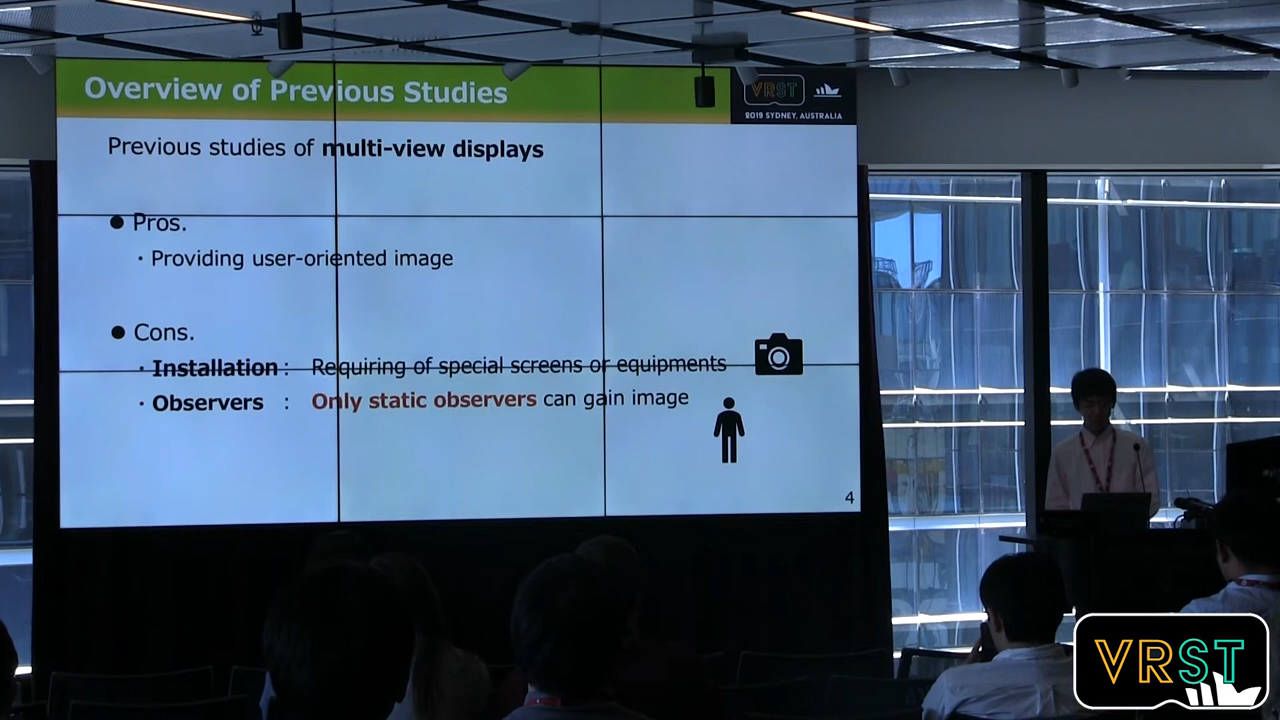 Overview of Previous Studies
VRST
2019 SYDNEY, AUSTRALIA
Previous studies of multi-view displays
● Pros.
・Providing user-oriented image
● Cons.
・Installation : Requiring of special screens or equipments
・Observers : Only static observers can gain image
4
VRST